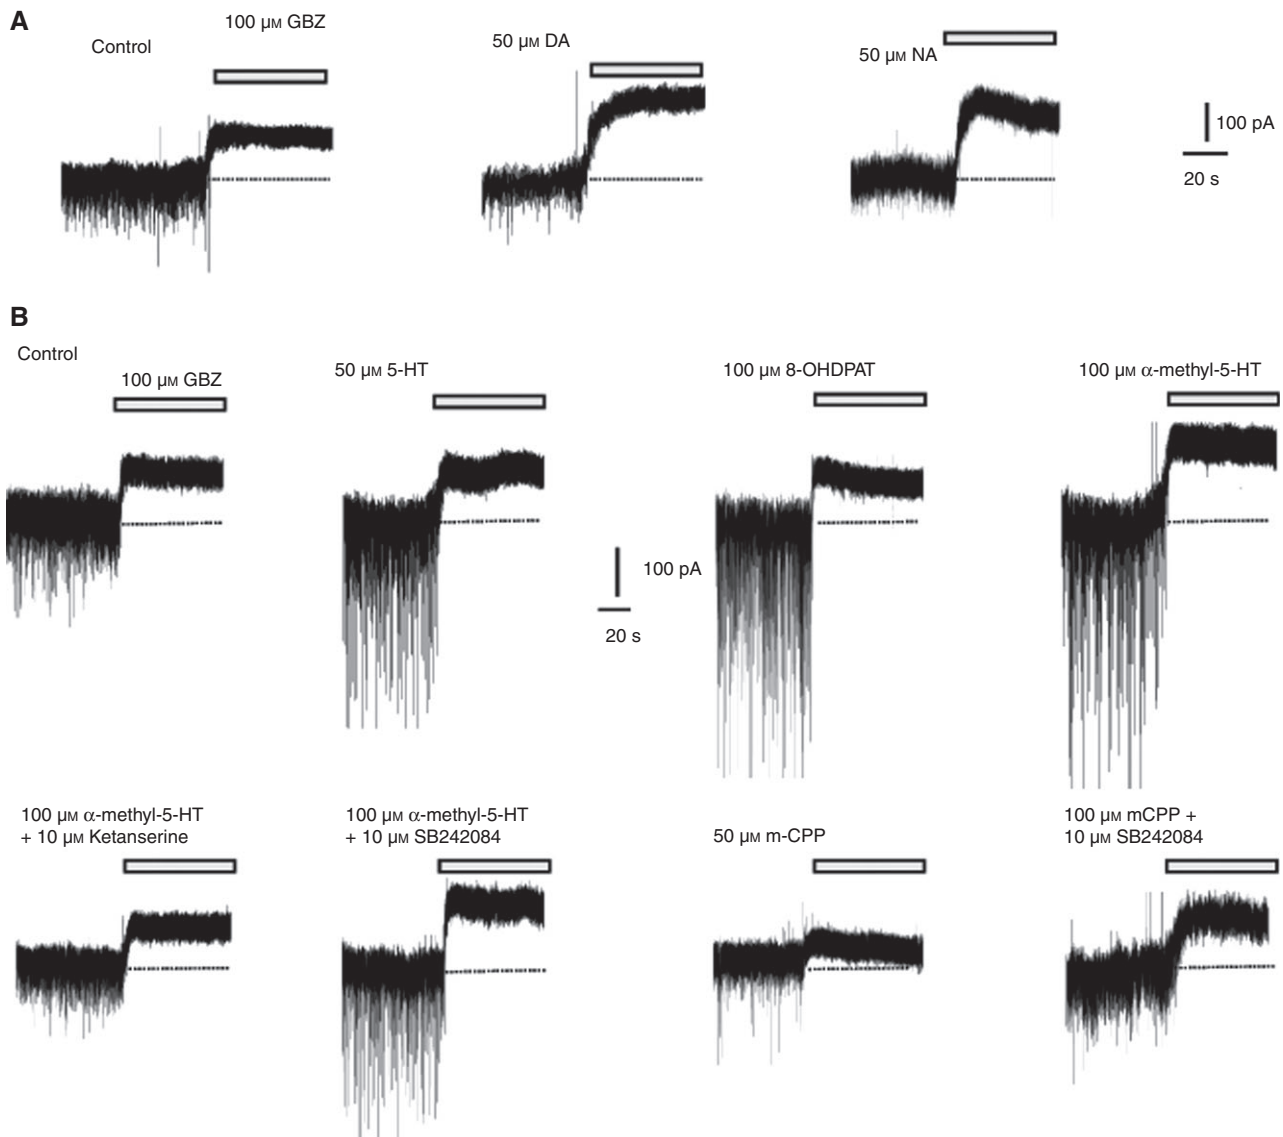 A
Control
100 µM GBZ
50 µM DA
50 µM NA
100 pA
20 s
B
Control
100 µM GBZ
50 µM 5-HT
100 µM 8-OHDPAT
100 µM α-methyl-5-HT
100 pA
20 s
100 µM α-methyl-5-HT
+ 10 µM Ketanserine
100 µM α-methyl-5-HT
+ 10 µM SB242084
50 µM m-CPP
100 µM mCPP +
10 µM SB242084